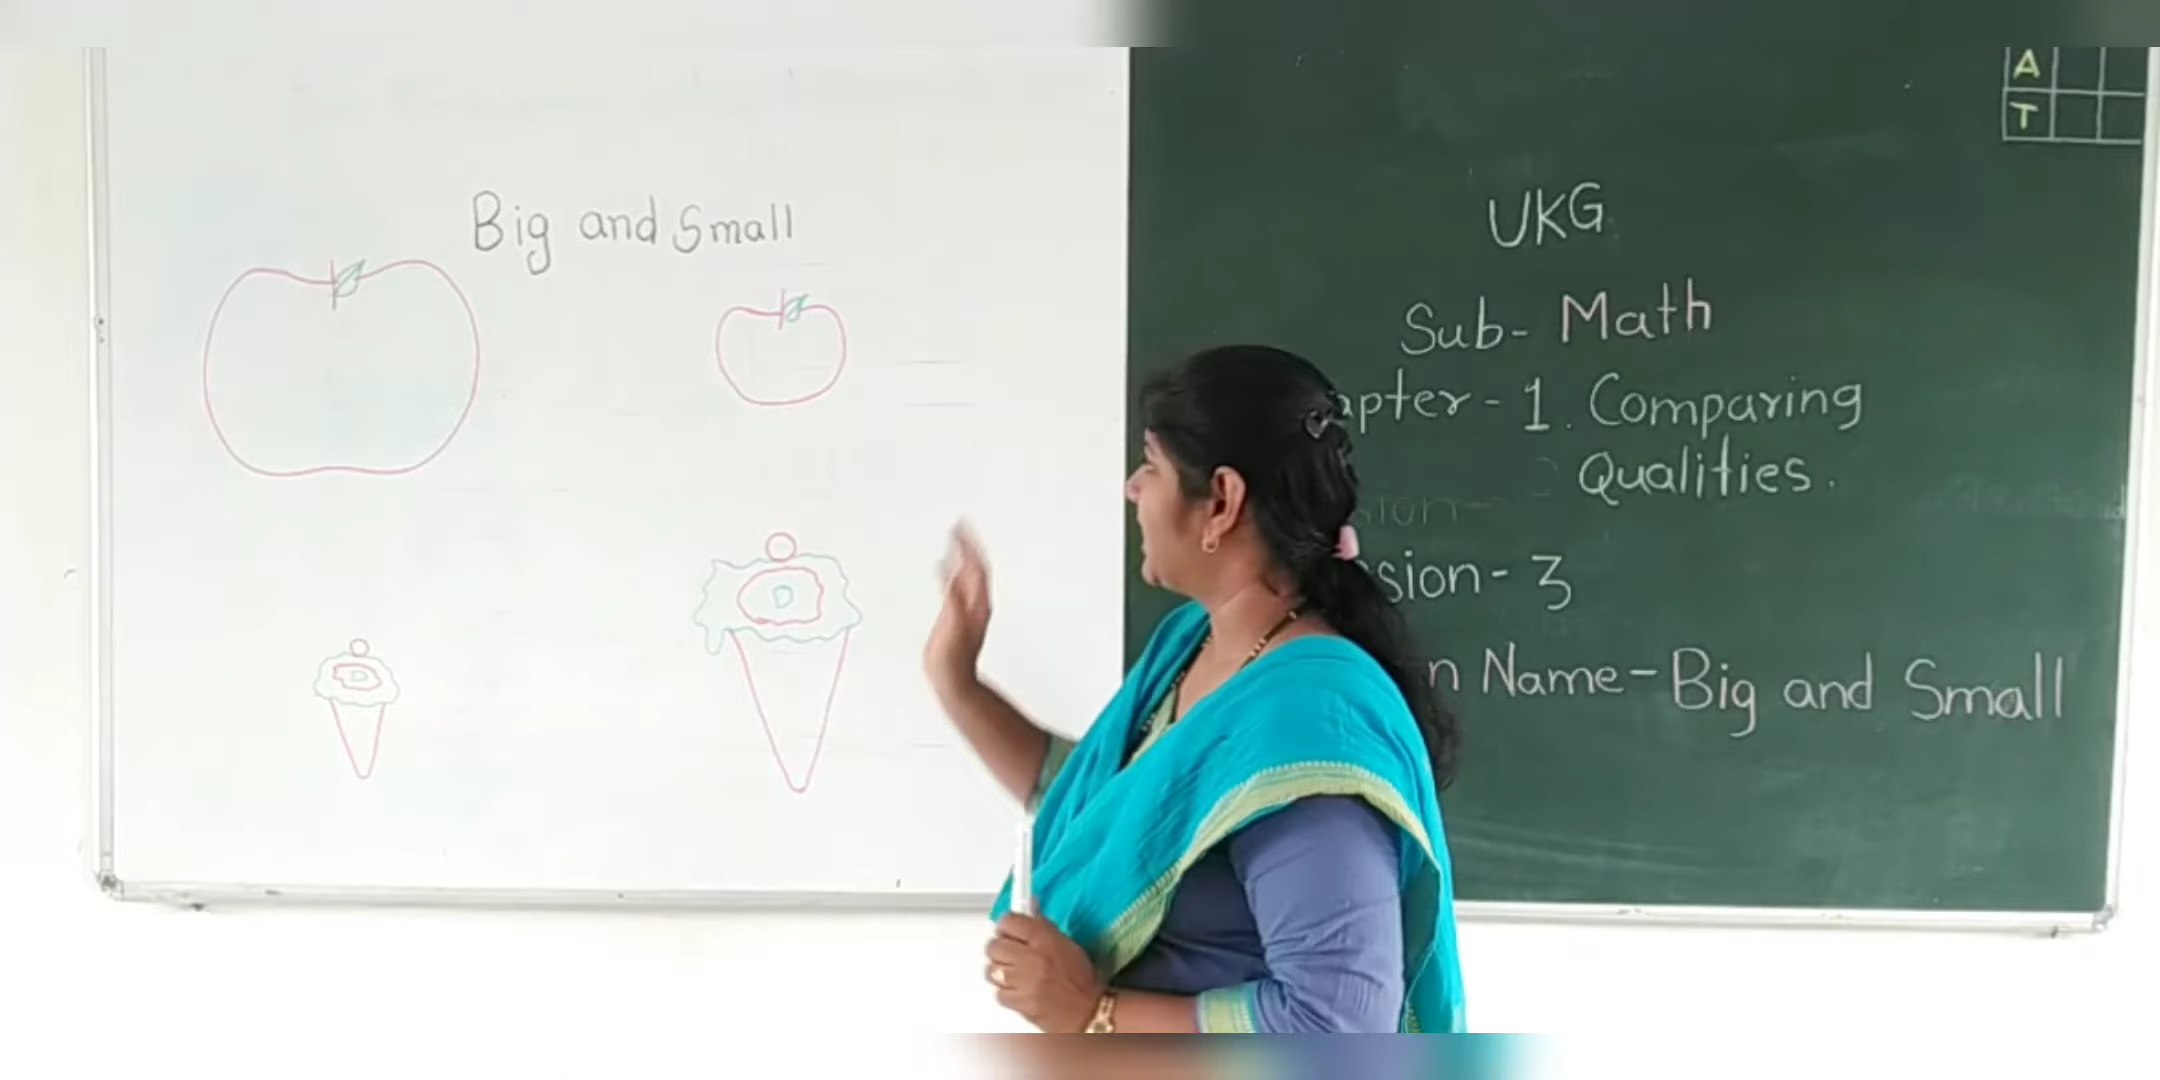 Big and Small
A
T
UKG
Sub- Math
apter - 1. Comparing
Qualities.
sion - 3
n Name - Big and Small